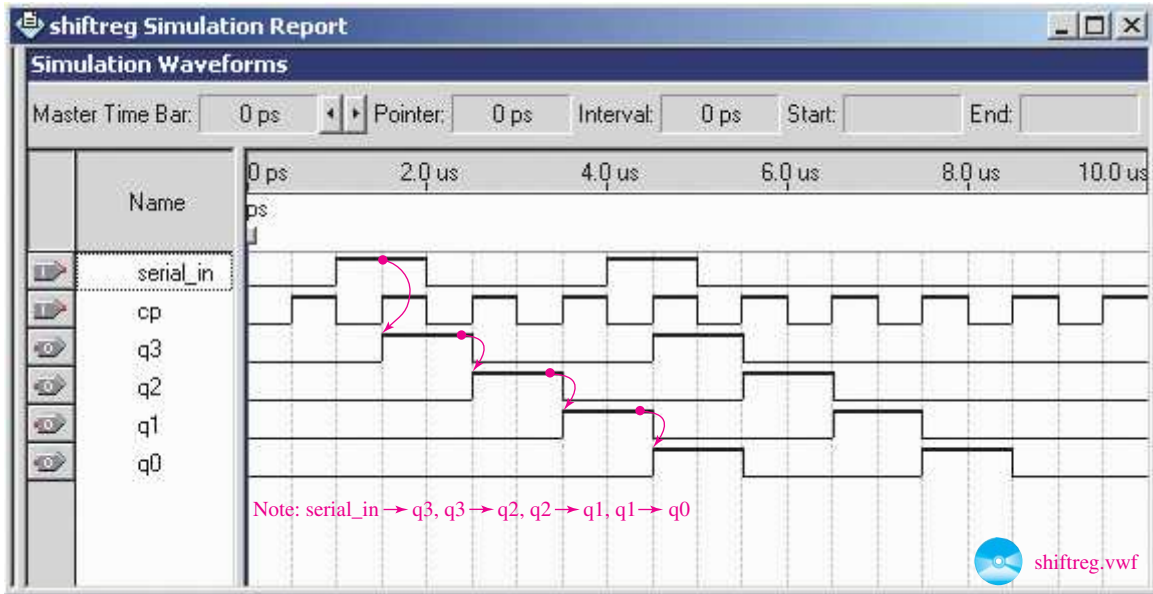 shiftreg Simulation Report
Simulation Waveforms
Master Time Bar: 0 ps Pointer: 0 ps Interval: 0 ps Start: End:
Name
0 ps 2.0 us 4.0 us 6.0 us 8.0 us 10.0 us
ps
serial_in
cp
q3
q2
q1
q0
Note: serial_in → q3, q3 → q2, q2 → q1, q1 → q0
shiftreg.vwf